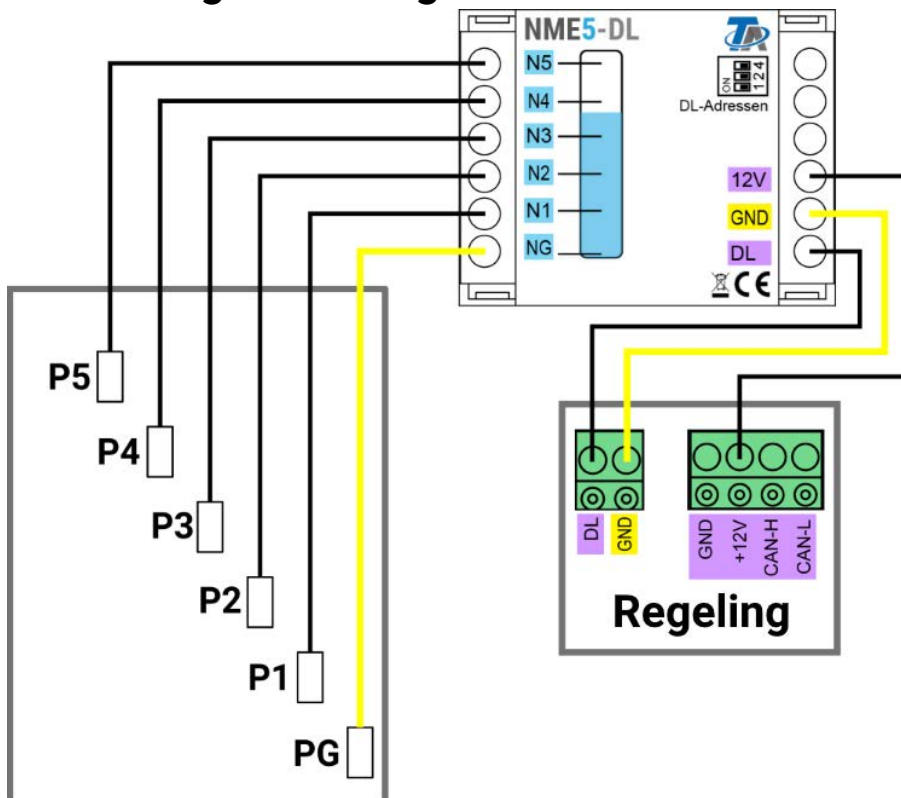 NME5-DL
TA
N5
N4
N3
N2
N1
NG
ON
1 2 4
DL-Adressen
12V
GND
DL
CE
P5
P4
P3
P2
P1
PG
DL
GND
GND
+12V
CAN-H
CAN-L
Regeling